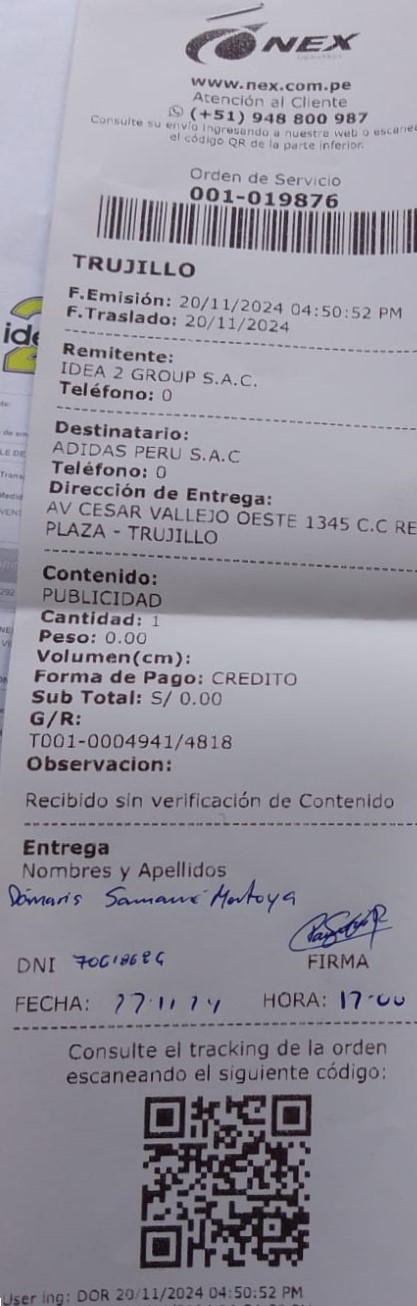 NEX
www.nex.com.pe
Atención al Cliente
(+51) 948 800 987
Consulte su envío ingresando a nuestra web o escanea
el código QR de la parte inferior.
Orden de Servicio
001-019876
TRUJILLO
F.Emisión: 20/11/2024 04:50:52 PM
F.Traslado: 20/11/2024
Remitente:
IDEA 2 GROUP S.A.C.
Teléfono: 0
Destinatario:
ADIDAS PERU S.A.C
Teléfono: 0
Dirección de Entrega:
AV CESAR VALLEJO OESTE 1345 C.C RE
PLAZA - TRUJILLO
Contenido:
PUBLICIDAD
Cantidad: 1
Peso: 0.00
Volumen(cm):
Forma de Pago: CREDITO
Sub Total: S/ 0.00
G/R:
T001-0004941/4818
Observacion:
Recibido sin verificación de Contenido
Entrega
Nombres y Apellidos
Dámaris Samamé Montoya
DNI
FIRMA
FECHA: HORA: 17:00
Consulte el tracking de la orden
escaneando el siguiente código:
User ing: DOR 20/11/2024 04:50:52 PM